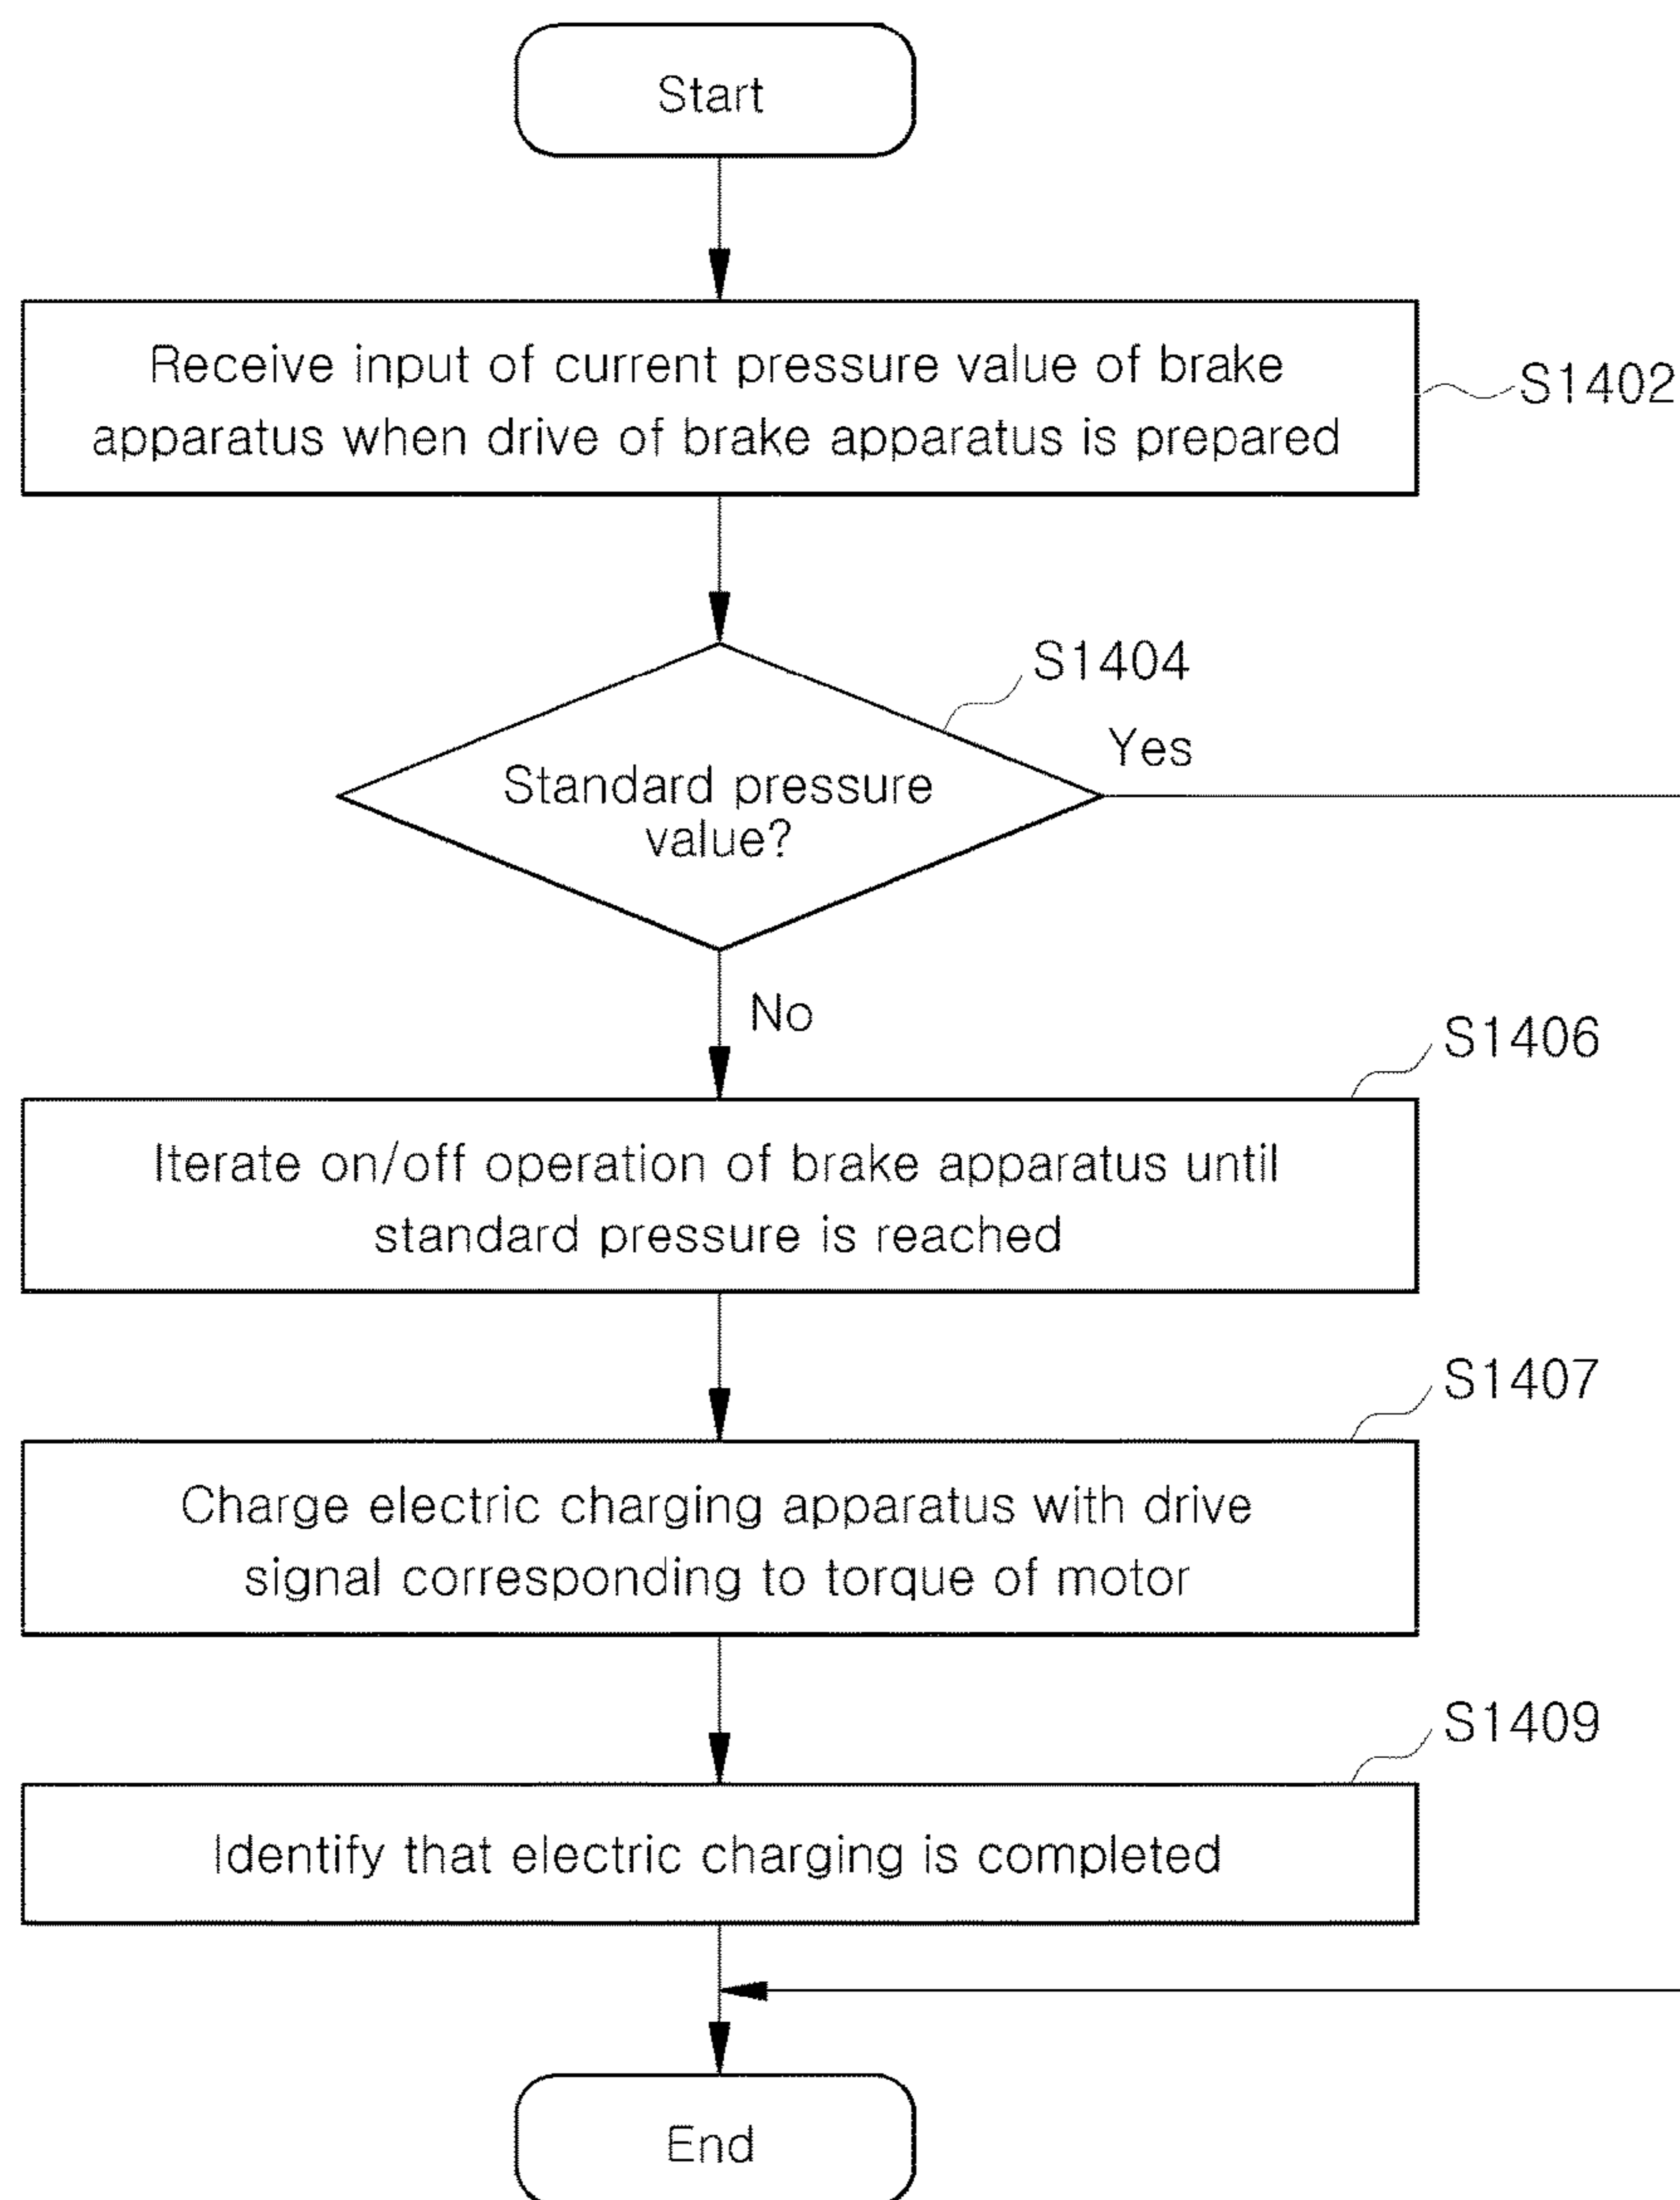 Start
Receive input of current pressure value of brake
apparatus when drive of brake apparatus is prepared
S1402
S1404
Standard pressure
value?
Yes
No
S1406
Iterate on/off operation of brake apparatus until
standard pressure is reached
S1407
Charge electric charging apparatus with drive
signal corresponding to torque of motor
S1409
Identify that electric charging is completed
End